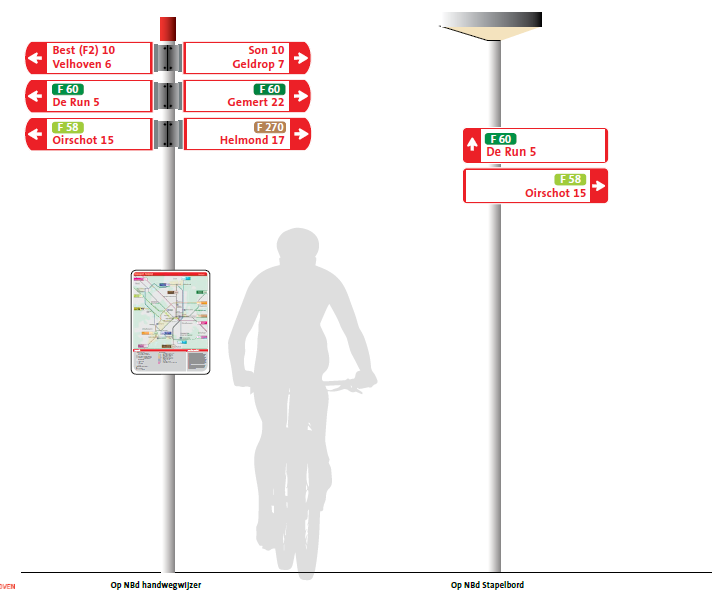 Best (F2) 10
Velhoven 6
Son 10
Geldrop 7
F 60
De Run 5
F 60
Gemert 22
F 58
Oirschot 15
F 270
Helmond 17
F 60
De Run 5
F 58
Oirschot 15
Op NBd handwegwijzer
Op NBd Stapelbord